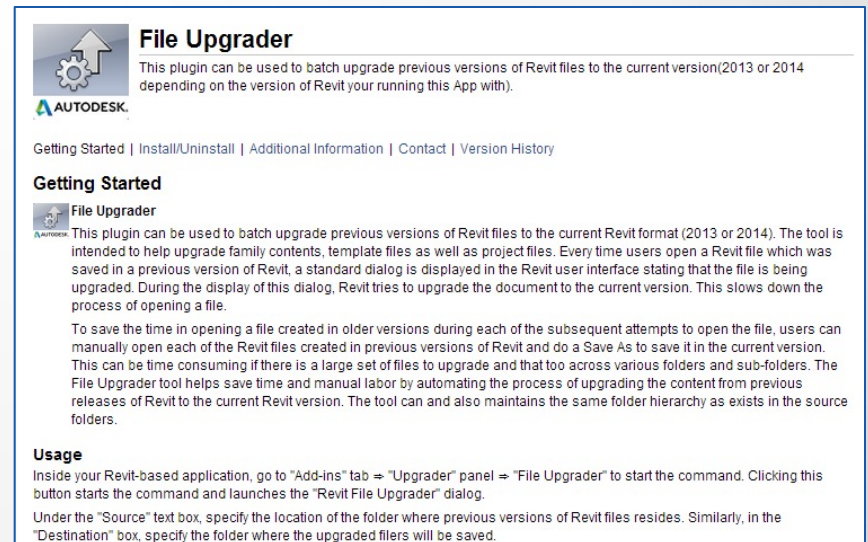 File Upgrader
This plugin can be used to batch upgrade previous versions of Revit files to the current version(2013 or 2014
depending on the version of Revit your running this App with).
AUTODESK.
Getting Started | Install/Uninstall | Additional Information | Contact | Version History
Getting Started
File Upgrader
AUTODESK.
This plugin can be used to batch upgrade previous versions of Revit files to the current Revit format (2013 or 2014). The tool is
intended to help upgrade family contents, template files as well as project files. Every time users open a Revit file which was
saved in a previous version of Revit, a standard dialog is displayed in the Revit user interface stating that the file is being
upgraded. During the display of this dialog, Revit tries to upgrade the document to the current version. This slows down the
process of opening a file.
To save the time in opening a file created in older versions during each of the subsequent attempts to open the file, users can
manually open each of the Revit files created in previous versions of Revit and do a Save As to save it in the current version.
This can be time consuming if there is a large set of files to upgrade and that too across various folders and sub-folders. The
File Upgrader tool helps save time and manual labor by automating the process of upgrading the content from previous
releases of Revit to the current Revit version. The tool can and also maintains the same folder hierarchy as exists in the source
folders.
Usage
Inside your Revit-based application, go to "Add-ins" tab ⇒ "Upgrader" panel ⇒ "File Upgrader" to start the command. Clicking this
button starts the command and launches the "Revit File Upgrader" dialog.
Under the "Source" text box, specify the location of the folder where previous versions of Revit files resides. Similarly, in the
"Destination" box, specify the folder where the upgraded filers will be saved.